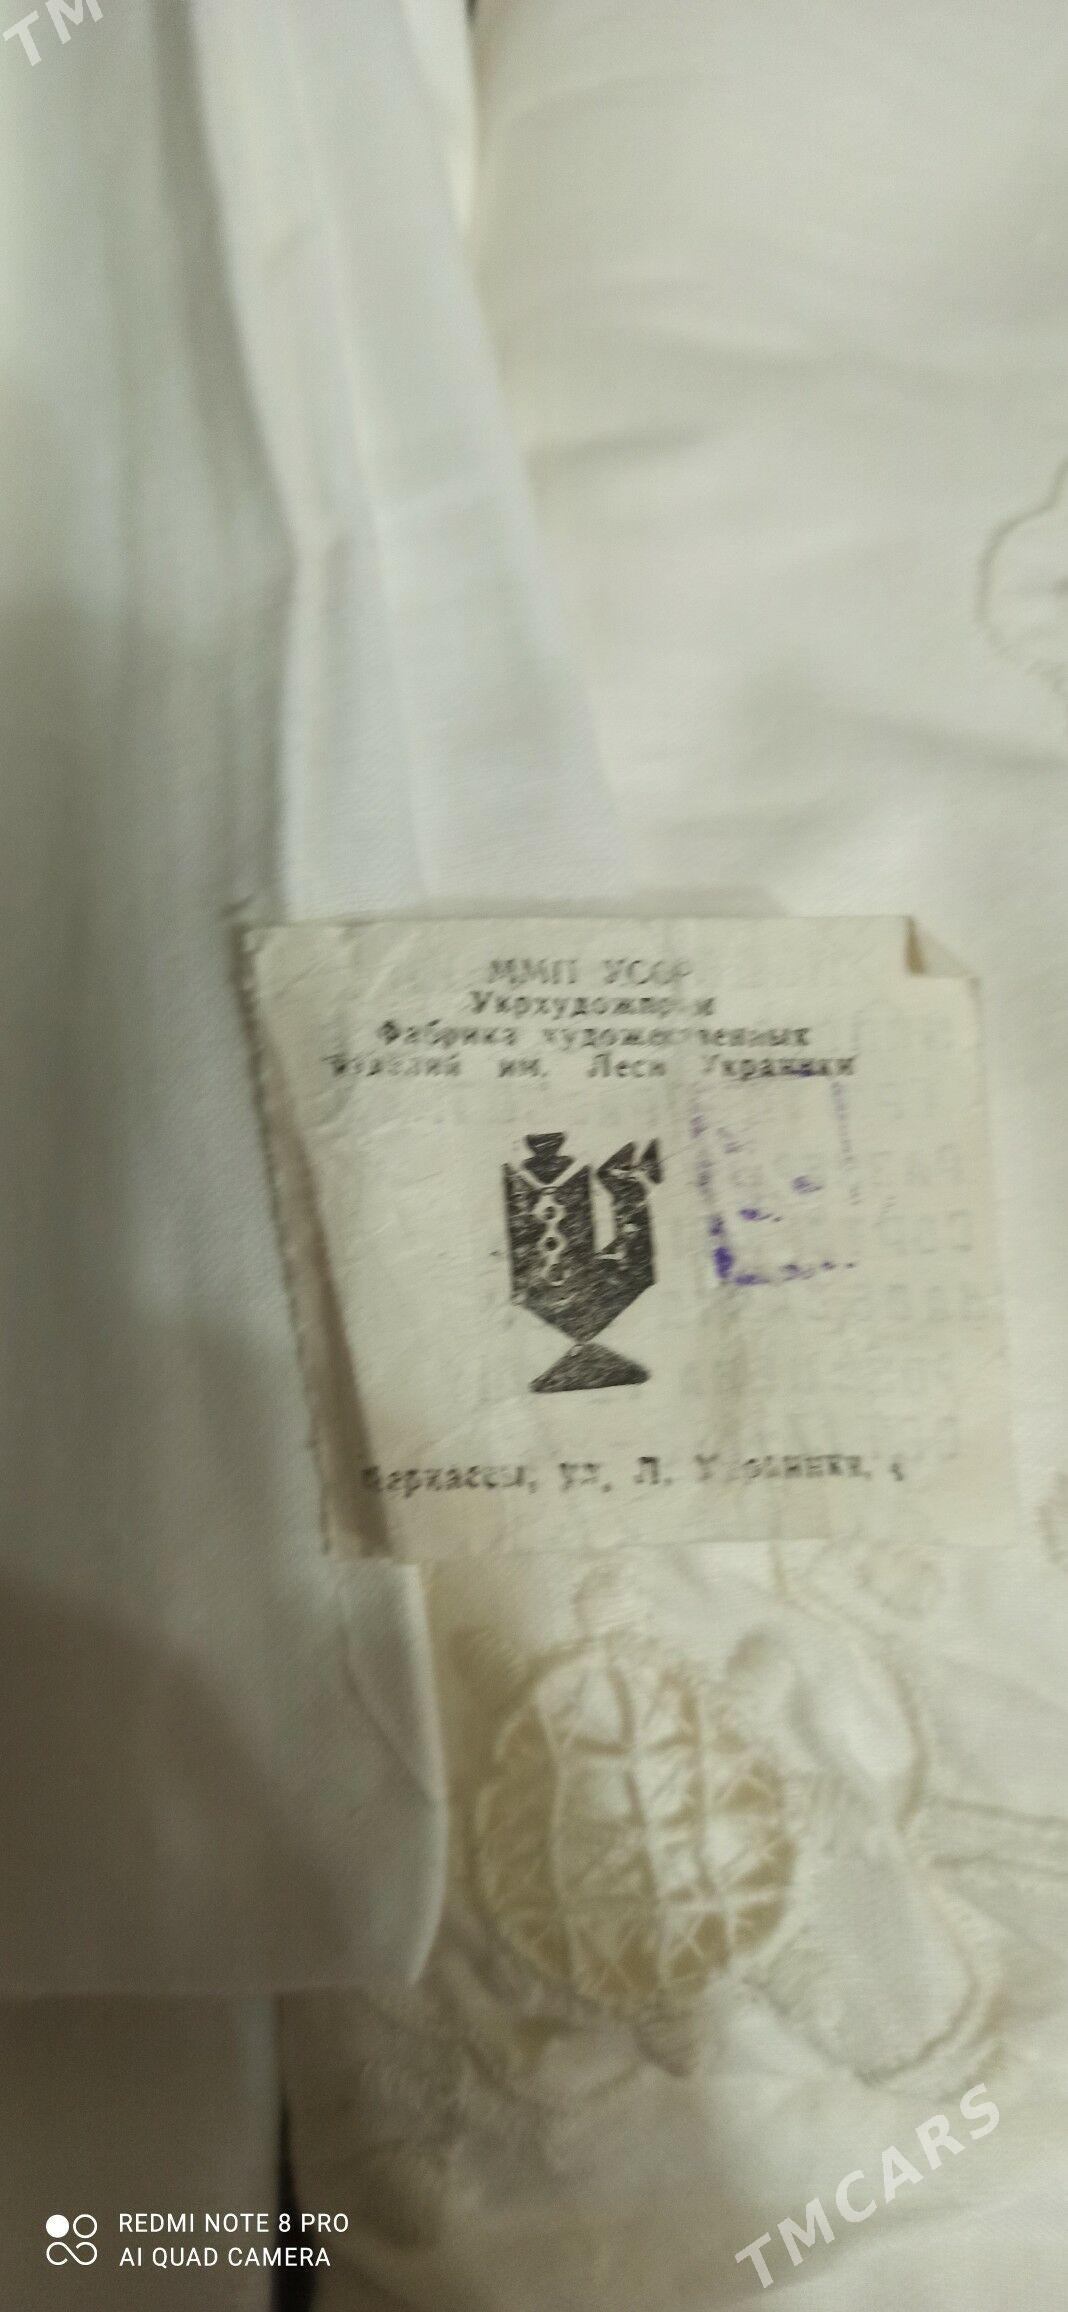 TM
ММП УССР
Укрхудожпром
Фабрика художественных
изделий им. Леси Украинки
Черкассы, ул. Л. Украинки,
TMCARS
REDMI NOTE 8 PRO
AI QUAD CAMERA